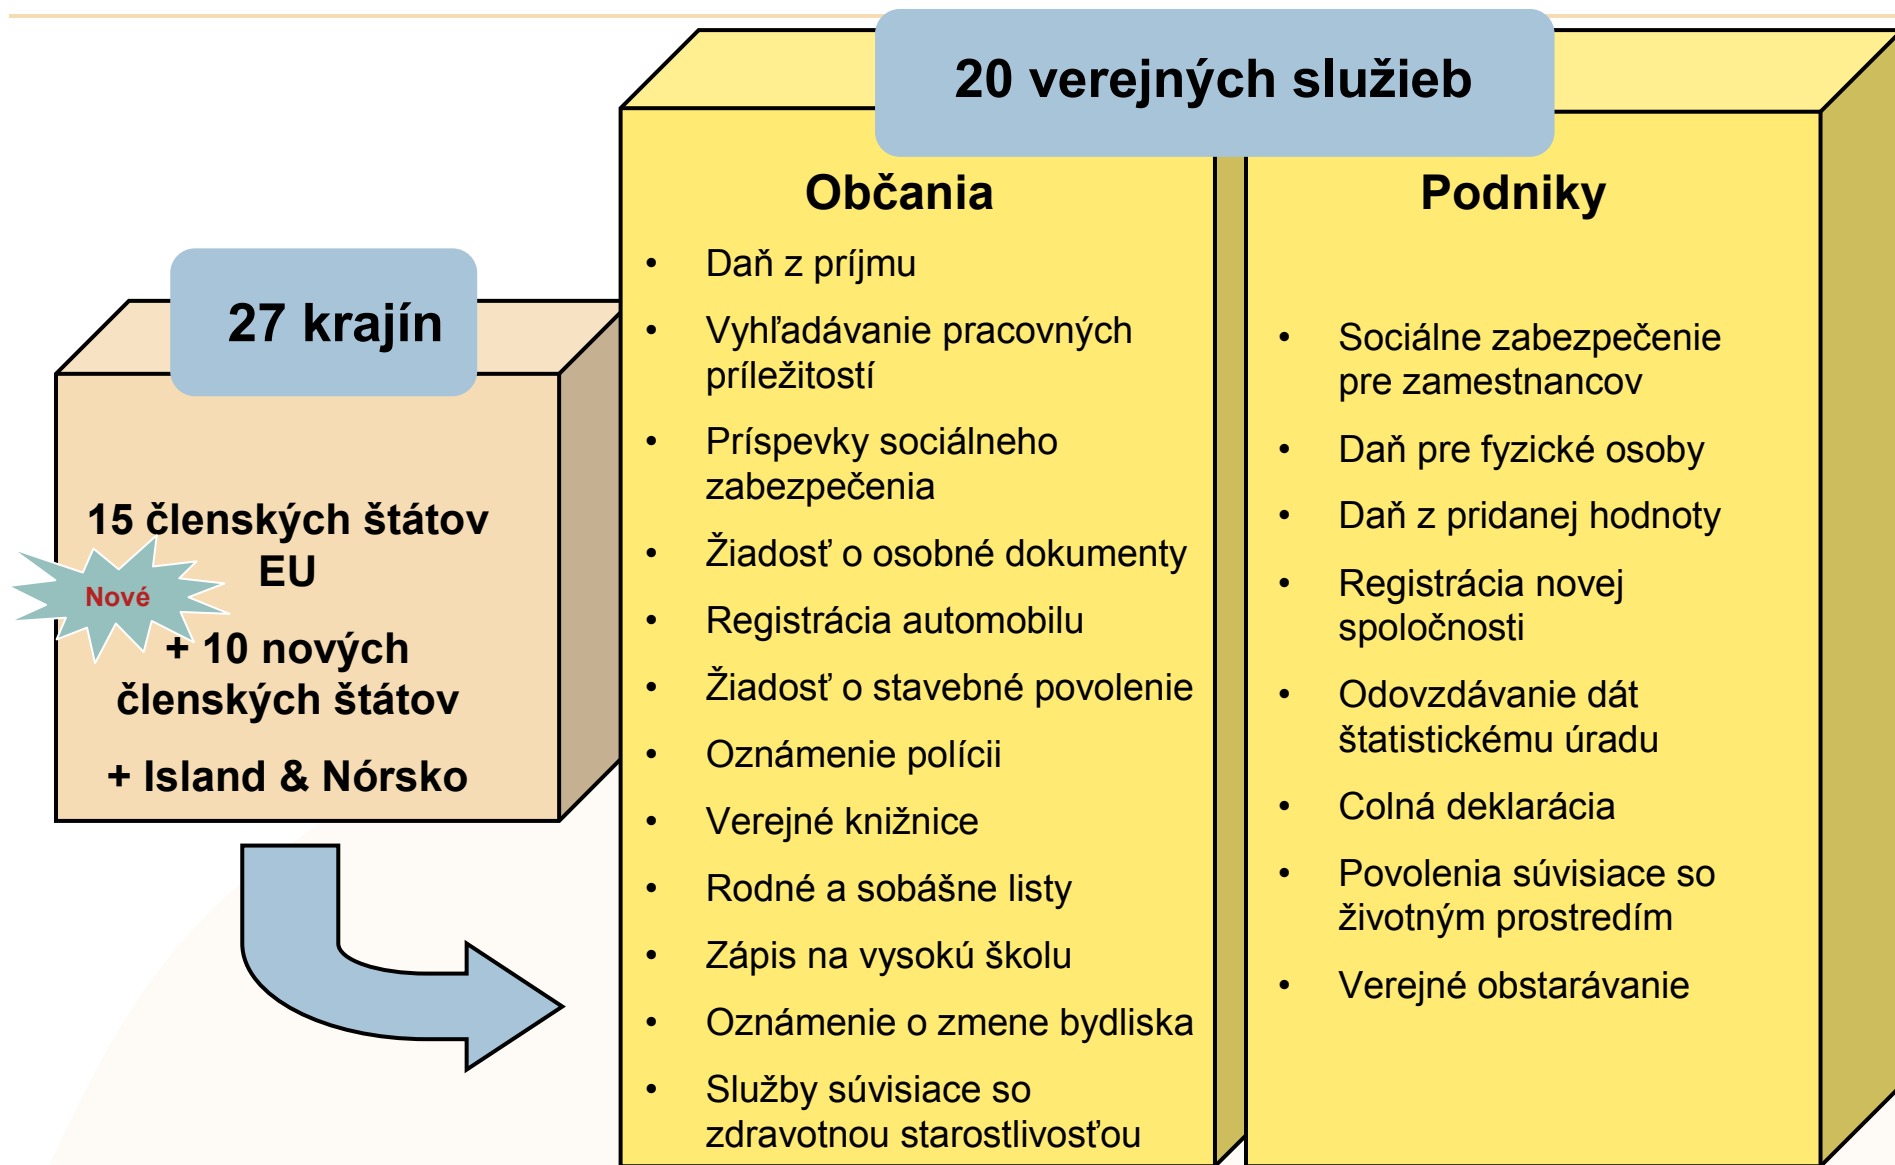 20 verejných služieb
27 krajín
15 členských štátov
EU
Nové
+ 10 nových
členských štátov
+ Island & Nórsko
Občania
• Daň z príjmu
• Vyhľadávanie pracovných
príležitostí
• Príspevky sociálneho
zabezpečenia
• Žiadosť o osobné dokumenty
• Registrácia automobilu
• Žiadosť o stavebné povolenie
• Oznámenie polícii
• Verejné knižnice
• Rodné a sobášne listy
• Zápis na vysokú školu
• Oznámenie o zmene bydliska
• Služby súvisiace so
zdravotnou starostlivosťou
Podniky
• Sociálne zabezpečenie
pre zamestnancov
• Daň pre fyzické osoby
• Daň z pridanej hodnoty
• Registrácia novej
spoločnosti
• Odovzdávanie dát
štatistickému úradu
• Colná deklarácia
• Povolenia súvisiace so
životným prostredím
• Verejné obstarávanie